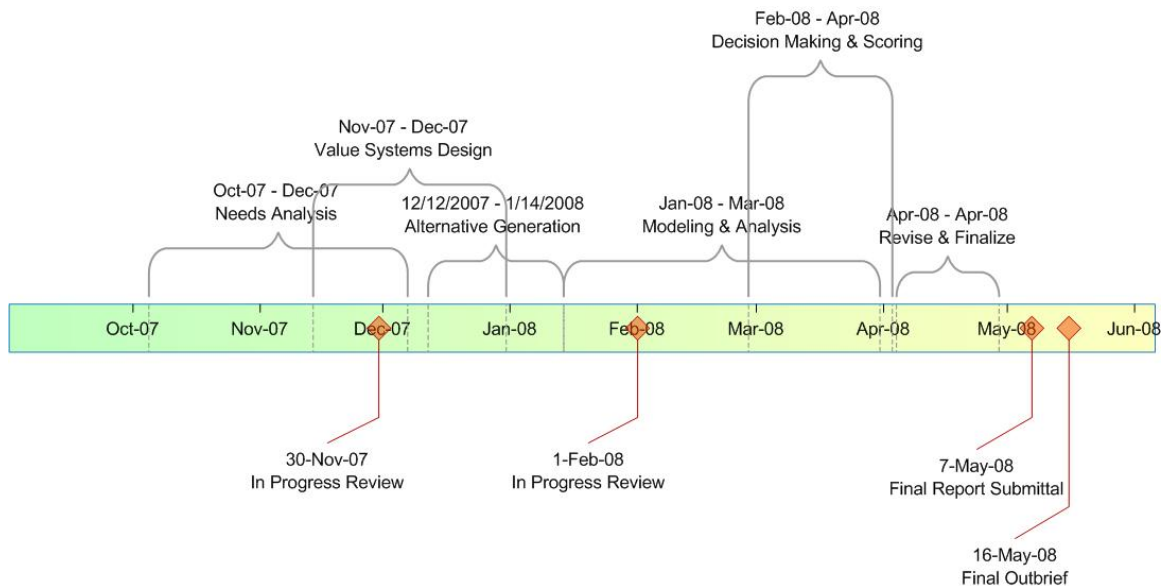 Feb-08 - Apr-08
Decision Making & Scoring
Nov-07 - Dec-07
Value Systems Design
Oct-07 - Dec-07
Needs Analysis
12/12/2007 - 1/14/2008
Alternative Generation
Jan-08 - Mar-08
Modeling & Analysis
Apr-08 - Apr-08
Revise & Finalize
Oct-07 Nov-07 Dec-07 Jan-08 Feb-08 Mar-08 Apr-08 May-08 Jun-08
30-Nov-07
In Progress Review
1-Feb-08
In Progress Review
7-May-08
Final Report Submittal
16-May-08
Final Outbrief